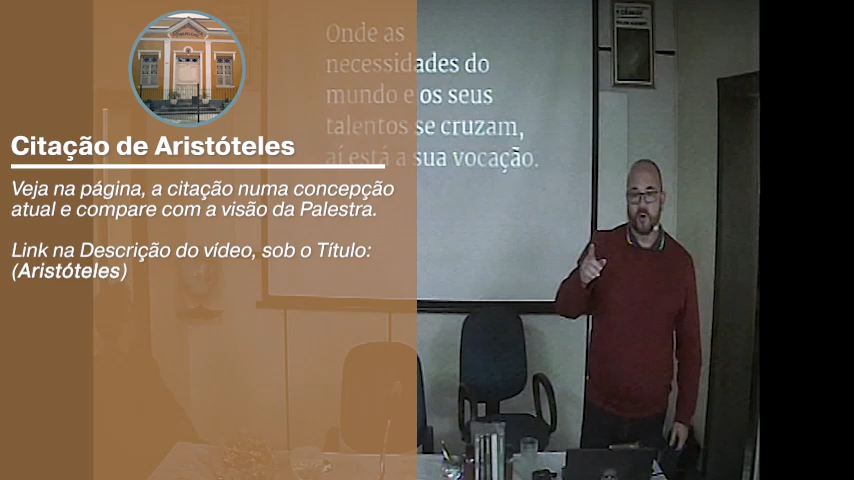 Onde as
necessidades do
mundo e os seus
talentos se cruzam,
aí está a sua vocação.
Citação de Aristóteles
Veja na página, a citação numa concepção
atual e compare com a visão da Palestra.
Link na Descrição do vídeo, sob o Título:
(Aristóteles)